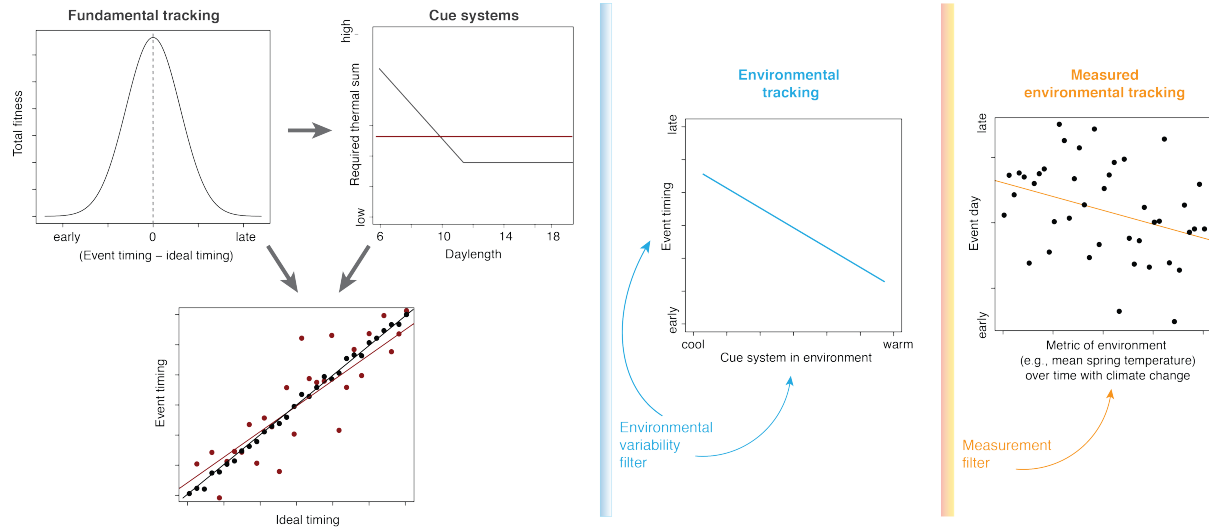 Fundamental tracking
Total fitness
early
0
late
(Event timing – ideal timing)
Cue systems
high
Required thermal sum
low
6
10
14
18
Daylength
Event timing
Ideal timing
Environmental
tracking
late
Event timing
early
cool
warm
Cue system in environment
Environmental
variability
filter
Measured
environmental tracking
late
Event day
early
Metric of environment
(e.g., mean spring temperature)
over time with climate change
Measurement
filter